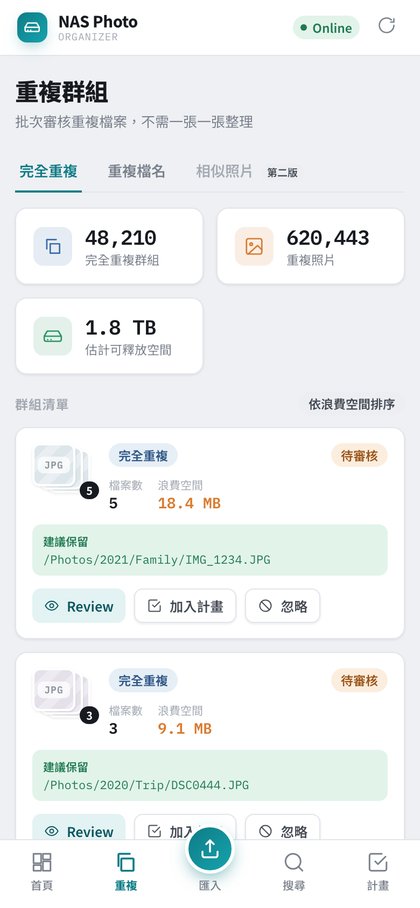 NAS Photo
ORGANIZER
Online
重複群組
批次審核重複檔案，不需一張一張整理
完全重複 重複檔名 相似照片 第二版
48,210
完全重複群組
620,443
重複照片
1.8 TB
估計可釋放空間
群組清單 依浪費空間排序
JPG
5
完全重複
待審核
檔案數 浪費空間
5 18.4 MB
建議保留
/Photos/2021/Family/IMG_1234.JPG
Review 加入計畫 忽略
JPG
3
完全重複
待審核
檔案數 浪費空間
3 9.1 MB
建議保留
/Photos/2020/Trip/DSC0444.JPG
Review 加入 忽略
首頁 重複 匯入 搜尋 計畫